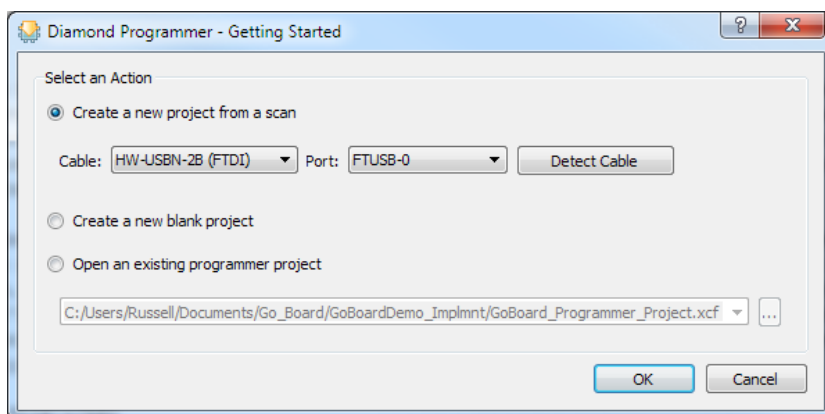 Diamond Programmer - Getting Started
Select an Action
Create a new project from a scan
Cable: HW-USBN-2B (FTDI) Port: FTUSB-0 Detect Cable
Create a new blank project
Open an existing programmer project
C:/Users/Russell/Documents/Go_Board/GoBoardDemo_Implmnt/GoBoard_Programmer_Project.xcf ...
OK Cancel